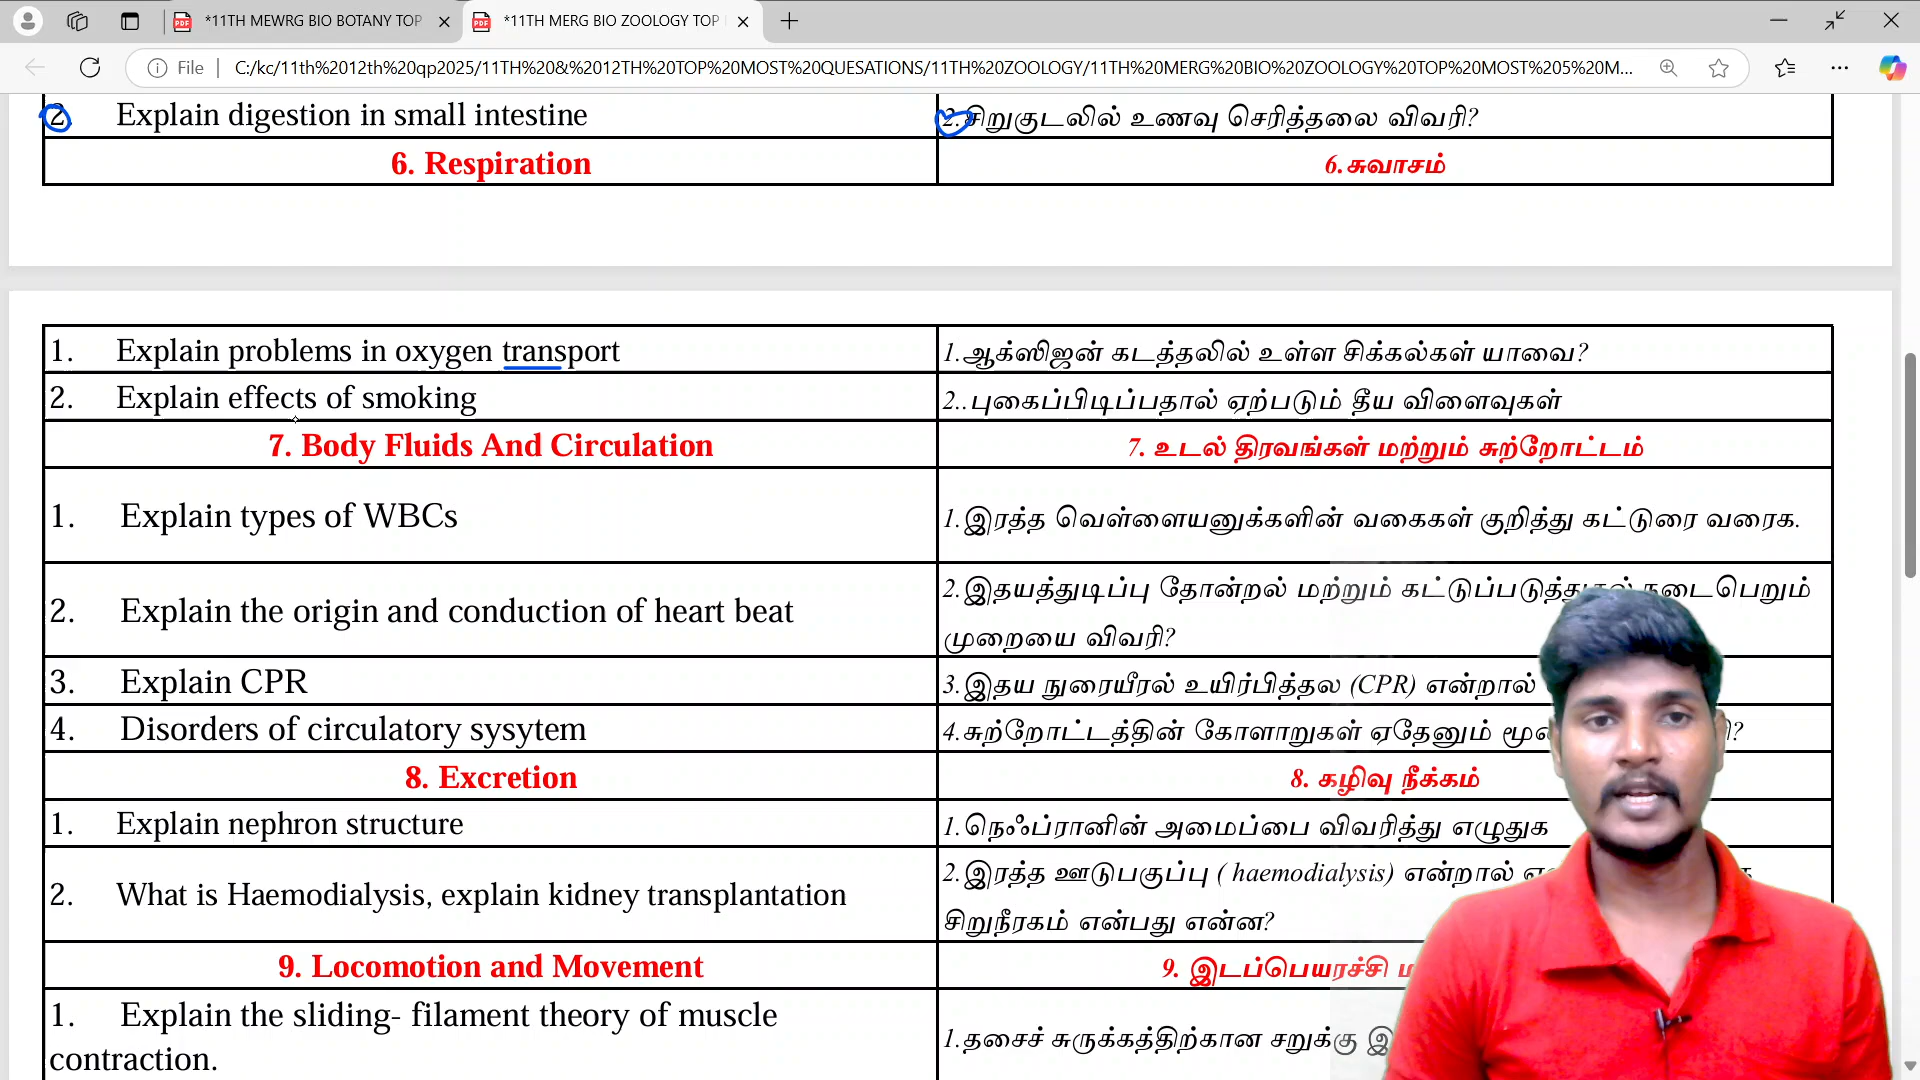 *11TH MEWRG BIO BOTANY TOP
*11TH MERG BIO ZOOLOGY TOP
File
C:/kc/11th%2012th%20qp2025/11TH%20&%2012TH%20TOP%20MOST%20QUESATIONS/11TH%20ZOOLOGY/11TH%20MERG%20BIO%20ZOOLOGY%20TOP%20MOST%205%20M...
2. Explain digestion in small intestine
2.சிறுகுடலில் உணவு செரித்தலை விவரி?
6. Respiration
6.சுவாசம்
1. Explain problems in oxygen transport
1.ஆக்ஸிஜன் கடத்தலில் உள்ள சிக்கல்கள் யாவை?
2. Explain effects of smoking
2..புகைப்பிடிப்பதால் ஏற்படும் தீய விளைவுகள்
7. Body Fluids And Circulation
7. உடல் திரவங்கள் மற்றும் சுற்றோட்டம்
1. Explain types of WBCs
1.இரத்த வெள்ளையனுக்களின் வகைகள் குறித்து கட்டுரை வரைக.
2. Explain the origin and conduction of heart beat
2.இதயத்துடிப்பு தோன்றல் மற்றும் கட்டுப்படுத்துதல் நடைபெறும்
முறையை விவரி?
3. Explain CPR
3.இதய நுரையீரல் உயிர்பித்தல (CPR) என்றால்
4. Disorders of circulatory sysytem
4.சுற்றோட்டத்தின் கோளாறுகள் ஏதேனும்
8. Excretion
8. கழிவு நீக்கம்
1. Explain nephron structure
1.நெஃப்ரானின் அமைப்பை விவரித்து எழுதுக
2. What is Haemodialysis, explain kidney transplantation
2.இரத்த ஊடுபகுப்பு ( haemodialysis) என்றால்
சிறுநீரகம் என்பது என்ன?
9. Locomotion and Movement
9. இடப்பெயரச்சி
1. Explain the sliding- filament theory of muscle
contraction.
1.தசைச் சுருக்கத்திற்கான சறுக்கு